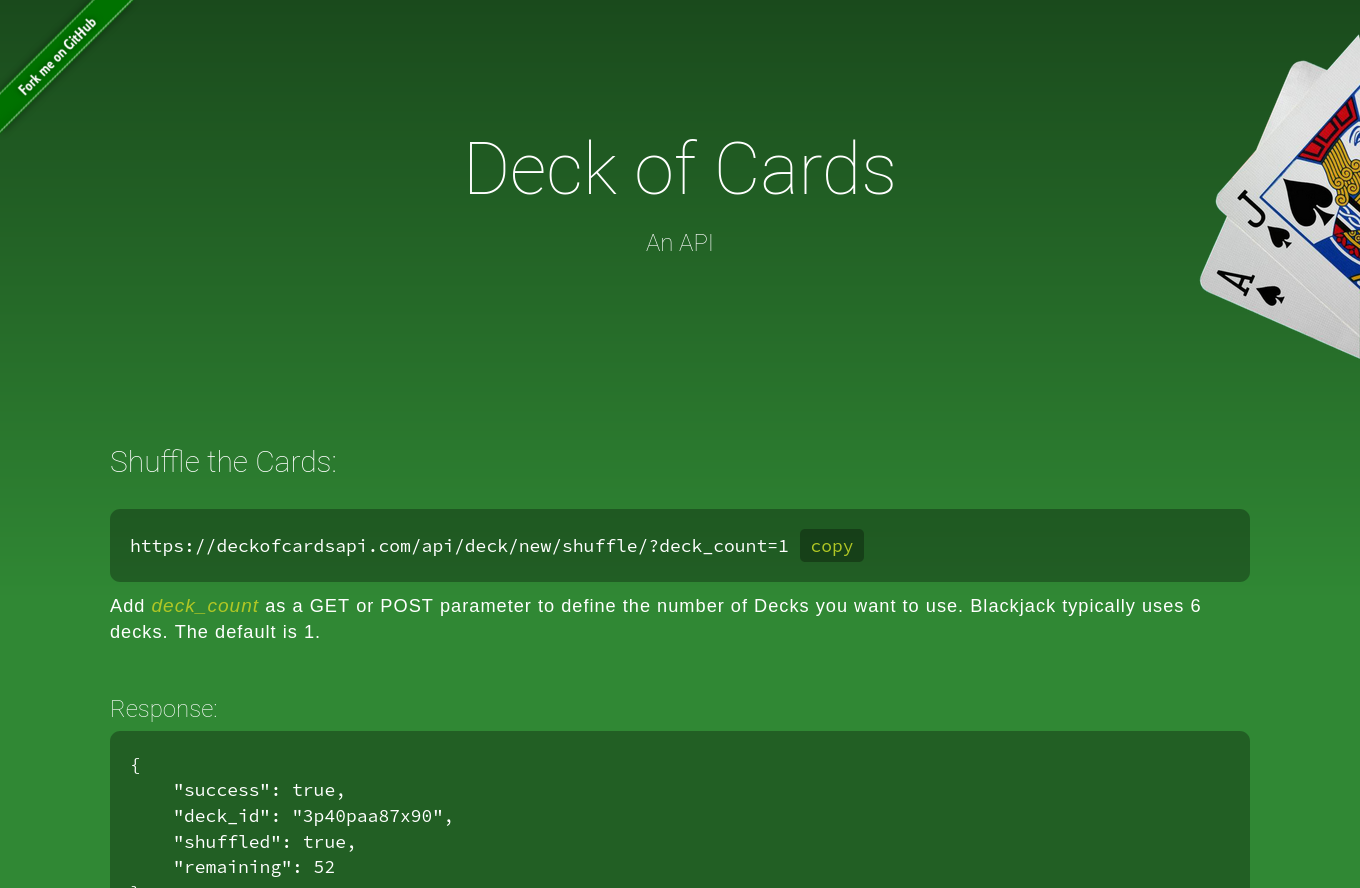 Fork me on GitHub
Deck of Cards
An API
J
A
Shuffle the Cards:
https://deckofcardsapi.com/api/deck/new/shuffle/?deck_count=1 copy
Add deck_count as a GET or POST parameter to define the number of Decks you want to use. Blackjack typically uses 6
decks. The default is 1.
Response:
{
    "success": true,
    "deck_id": "3p40paa87x90",
    "shuffled": true,
    "remaining": 52
}